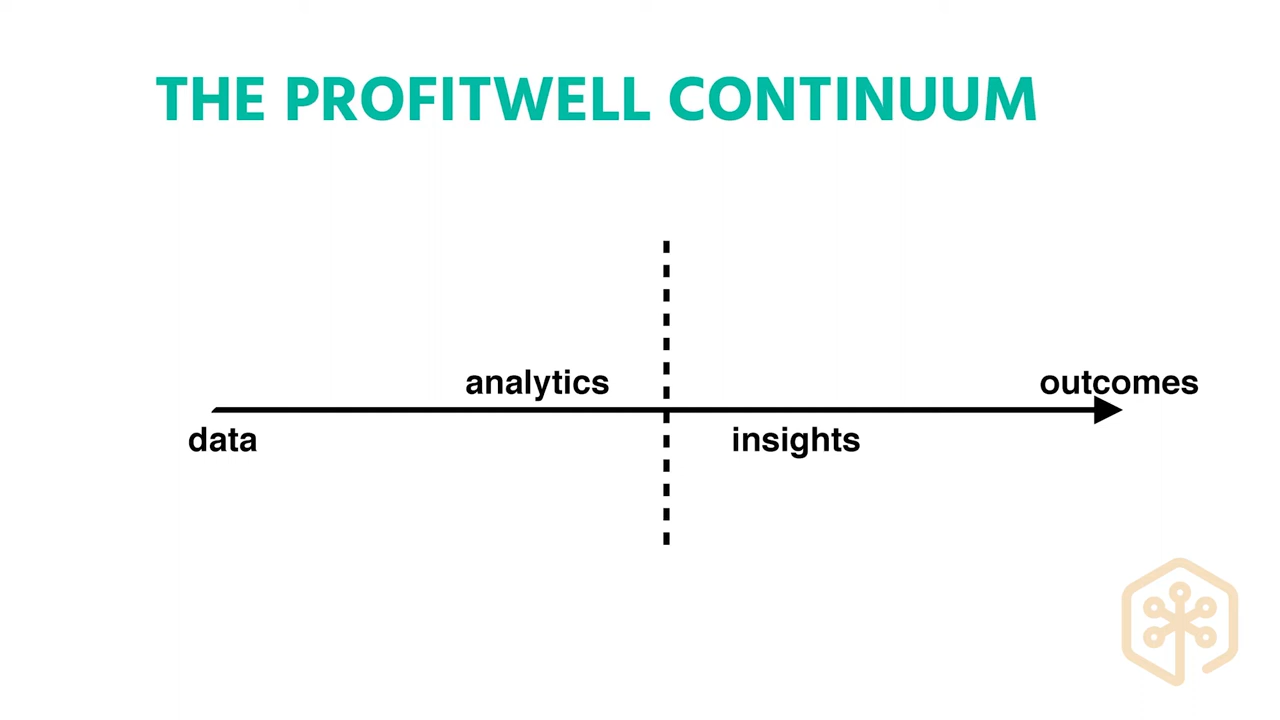 THE PROFITWELL CONTINUUM
analytics
outcomes
data
insights